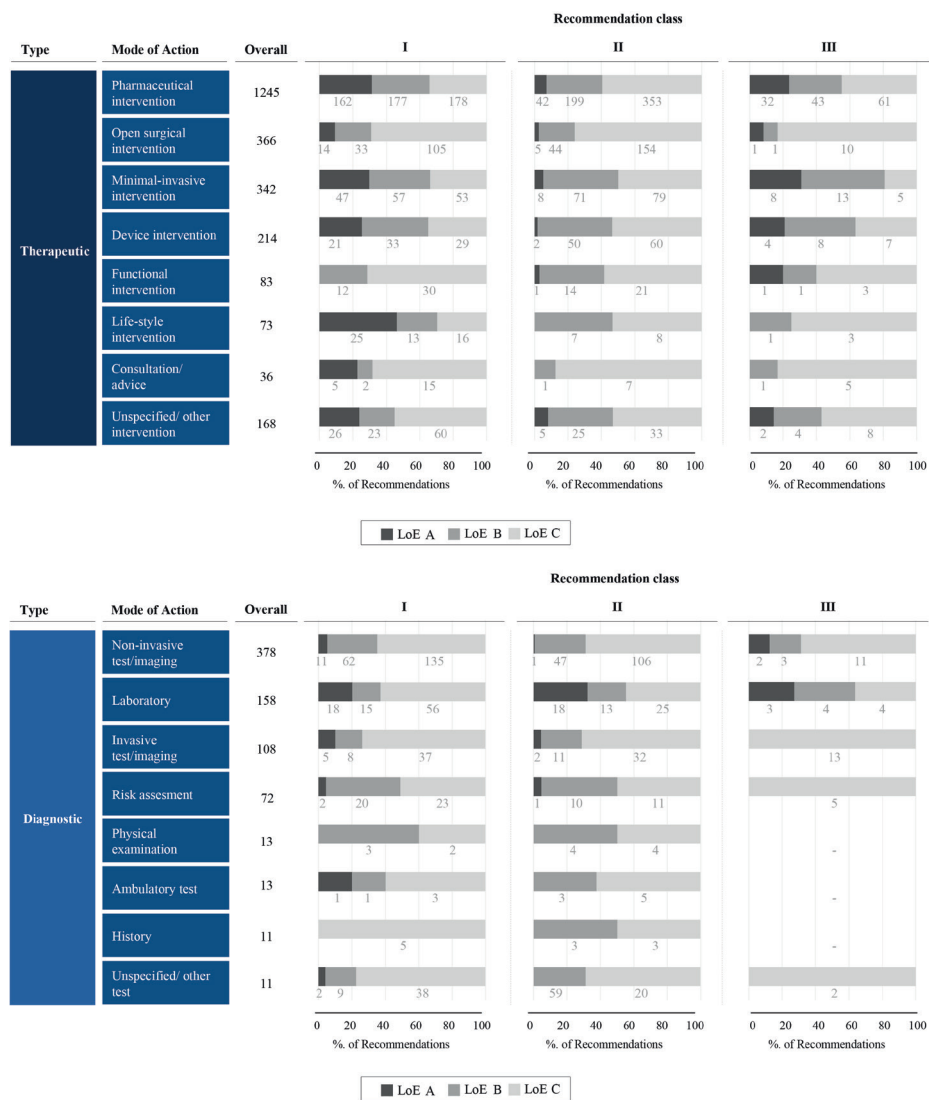 Recommendation class
Type Mode of Action Overall I II III
Therapeutic
Pharmaceutical
intervention
1245
162 177 178
42 199 353
32 43 61
Open surgical
intervention
366
14 33 105
5 44 154
1 1 10
Minimal-invasive
intervention
342
47 57 53
8 71 79
8 13 5
Device intervention
214
21 33 29
2 50 60
4 8 7
Functional
intervention
83
12 30
1 14 21
1 1 3
Life-style
intervention
73
25 13 16
7 8
1 3
Consultation/
advice
36
5 2 15
1 7
1 5
Unspecified/ other
intervention
168
26 23 60
5 25 33
2 4 8
0 20 40 60 80 100 0 20 40 60 80 100 0 20 40 60 80 100
%. of Recommendations %. of Recommendations %. of Recommendations
LoE A LoE B LoE C
Recommendation class
Type Mode of Action Overall I II III
Diagnostic
Non-invasive
test/imaging
378
11 62 135
1 47 106
2 3 11
Laboratory
158
18 15 56
18 13 25
3 4 4
Invasive
test/imaging
108
5 8 37
2 11 32
13
Risk assesment
72
2 20 23
1 10 11
5
Physical
examination
13
3 2
4 4
-
Ambulatory test
13
1 1 3
3 5
-
History
11
5
3 3
-
Unspecified/ other
test
11
2 9 38
59 20
2
0 20 40 60 80 100 0 20 40 60 80 100 0 20 40 60 80 100
%. of Recommendations %. of Recommendations %. of Recommendations
LoE A LoE B LoE C